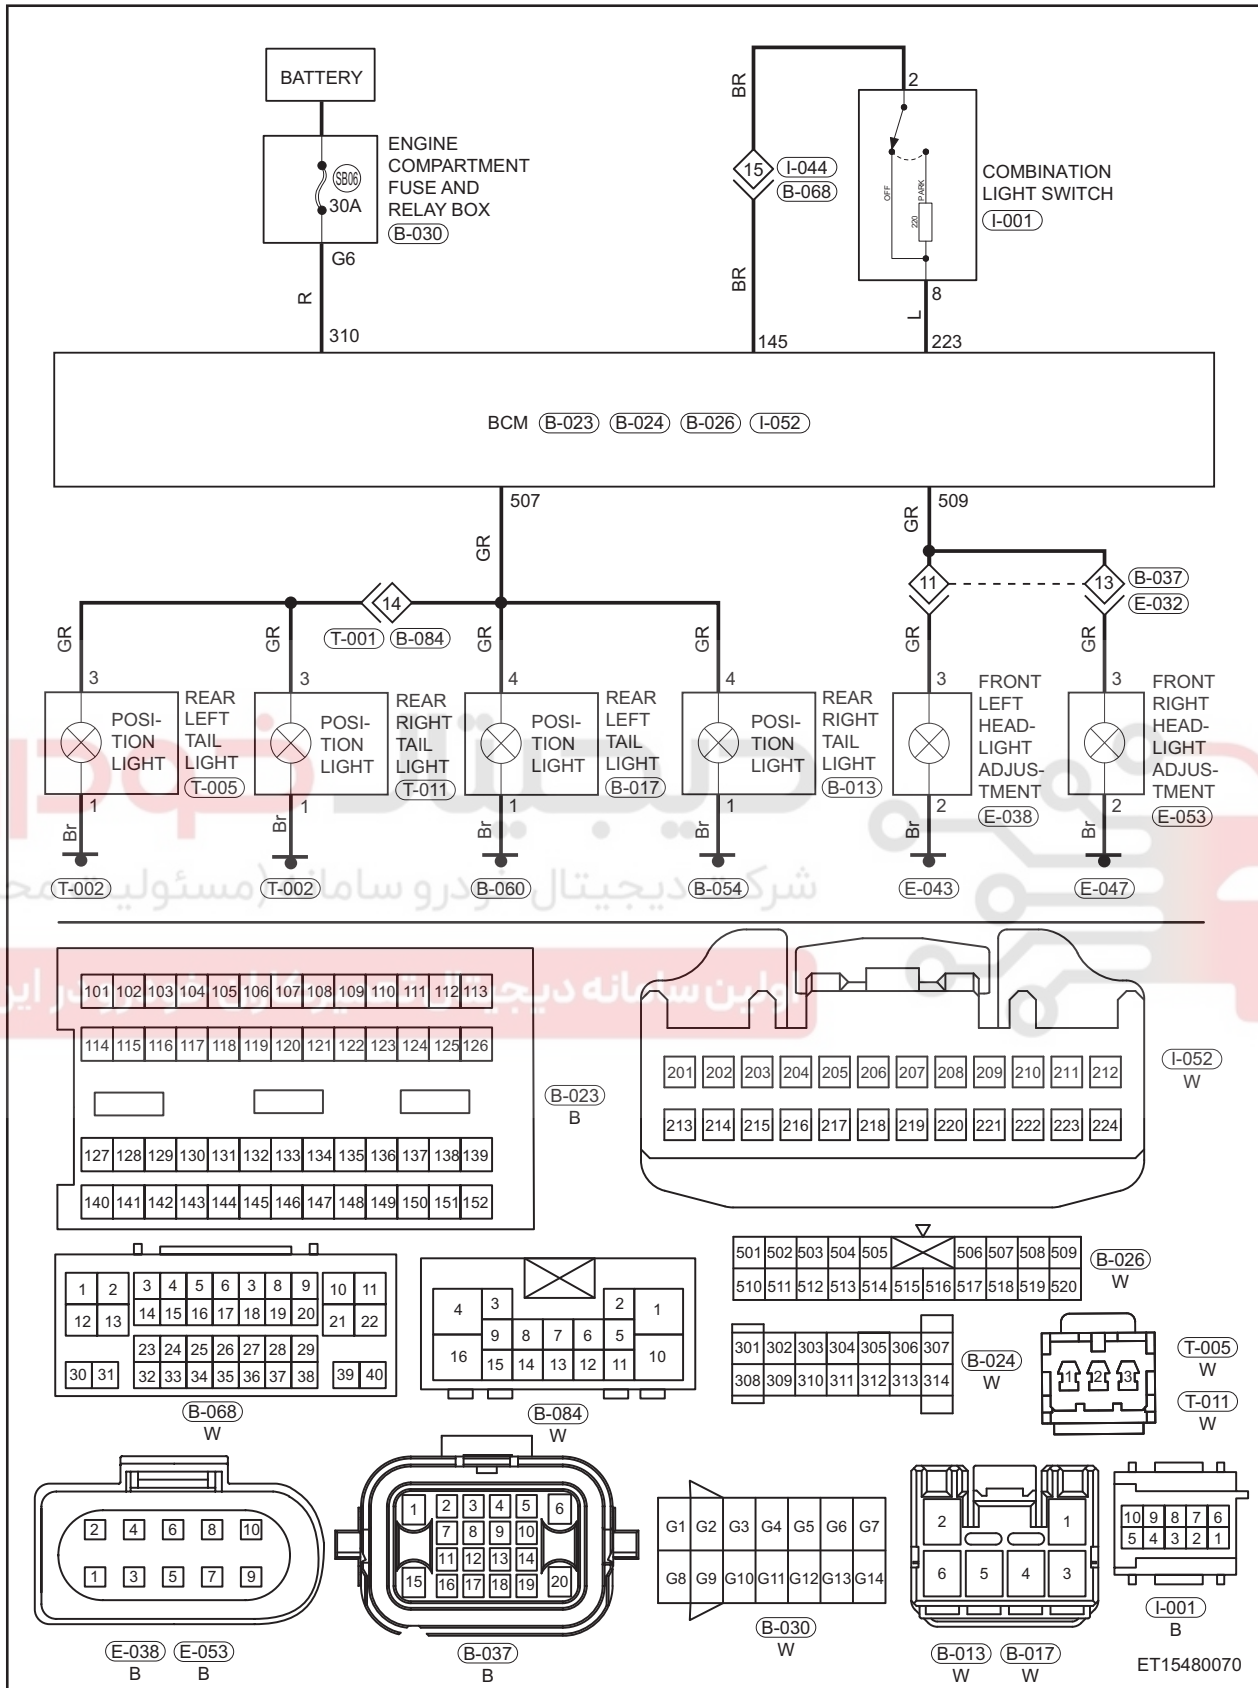 BATTERY
SB06
30A
ENGINE
COMPARTMENT
FUSE AND
RELAY BOX
B-030
G6
R
310
BR
15
I-044
B-068
BR
145
2
OFF
PARK
220
COMBINATION
LIGHT SWITCH
I-001
8
L
223
BCM B-023 B-024 B-026 I-052
507
509
GR
GR
14
T-001 B-084
11
13
B-037
E-032
GR
GR
GR
GR
GR
GR
3
POSI-
TION
LIGHT
REAR
LEFT
TAIL
LIGHT
T-005
1
Br
T-002
3
POSI-
TION
LIGHT
REAR
RIGHT
TAIL
LIGHT
T-011
1
Br
T-002
4
POSI-
TION
LIGHT
REAR
LEFT
TAIL
LIGHT
B-017
1
Br
B-060
4
POSI-
TION
LIGHT
REAR
RIGHT
TAIL
LIGHT
B-013
1
Br
B-054
3
FRONT
LEFT
HEAD-
LIGHT
ADJUS-
TMENT
E-038
2
Br
E-043
3
FRONT
RIGHT
HEAD-
LIGHT
ADJUS-
TMENT
E-053
2
Br
E-047
دیجیتال خودرو
شرکت دیجیتال خودرو سامانه (مسئولیت مح
اولین سامانه دیجیتال تعمیرکاران خودرو در ایر
101 102 103 104 105 106 107 108 109 110 111 112 113
114 115 116 117 118 119 120 121 122 123 124 125 126
127 128 129 130 131 132 133 134 135 136 137 138 139
140 141 142 143 144 145 146 147 148 149 150 151 152
B-023
B
201 202 203 204 205 206 207 208 209 210 211 212
213 214 215 216 217 218 219 220 221 222 223 224
I-052
W
1 2 3 4 5 6 3 8 9 10 11
12 13 14 15 16 17 18 19 20 21 22
23 24 25 26 27 28 29
30 31 32 33 34 35 36 37 38 39 40
B-068
W
4 3 2 1
9 8 7 6 5
16 15 14 13 12 11 10
B-084
W
501 502 503 504 505 506 507 508 509
510 511 512 513 514 515 516 517 518 519 520
B-026
W
301 302 303 304 305 306 307
308 309 310 311 312 313 314
B-024
W
1 2 3
T-005
W
T-011
W
2 4 6 8 10
1 3 5 7 9
E-038 E-053
B B
1 2 3 4 5 6
7 8 9 10
11 12 13 14
15 16 17 18 19 20
B-037
B
G1 G2 G3 G4 G5 G6 G7
G8 G9 G10 G11 G12 G13 G14
B-030
W
2 1
6 5 4 3
B-013 B-017
W W
10 9 8 7 6
5 4 3 2 1
I-001
B
ET15480070